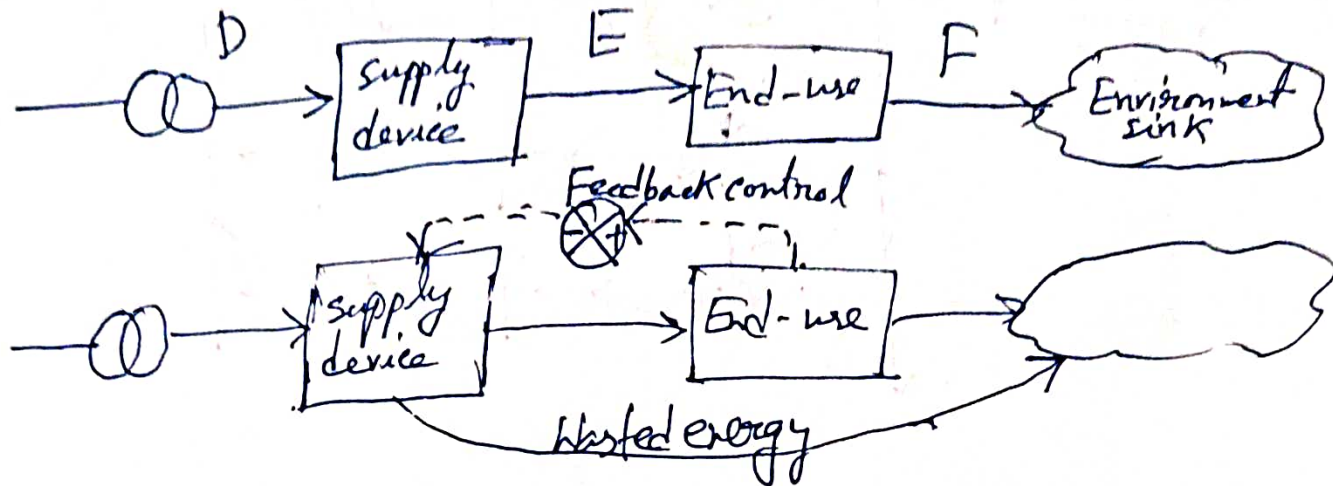 D E F
supply
device
End-use
Environment
sink
Feedback control
- +
supply
device
End-use
Wasted energy